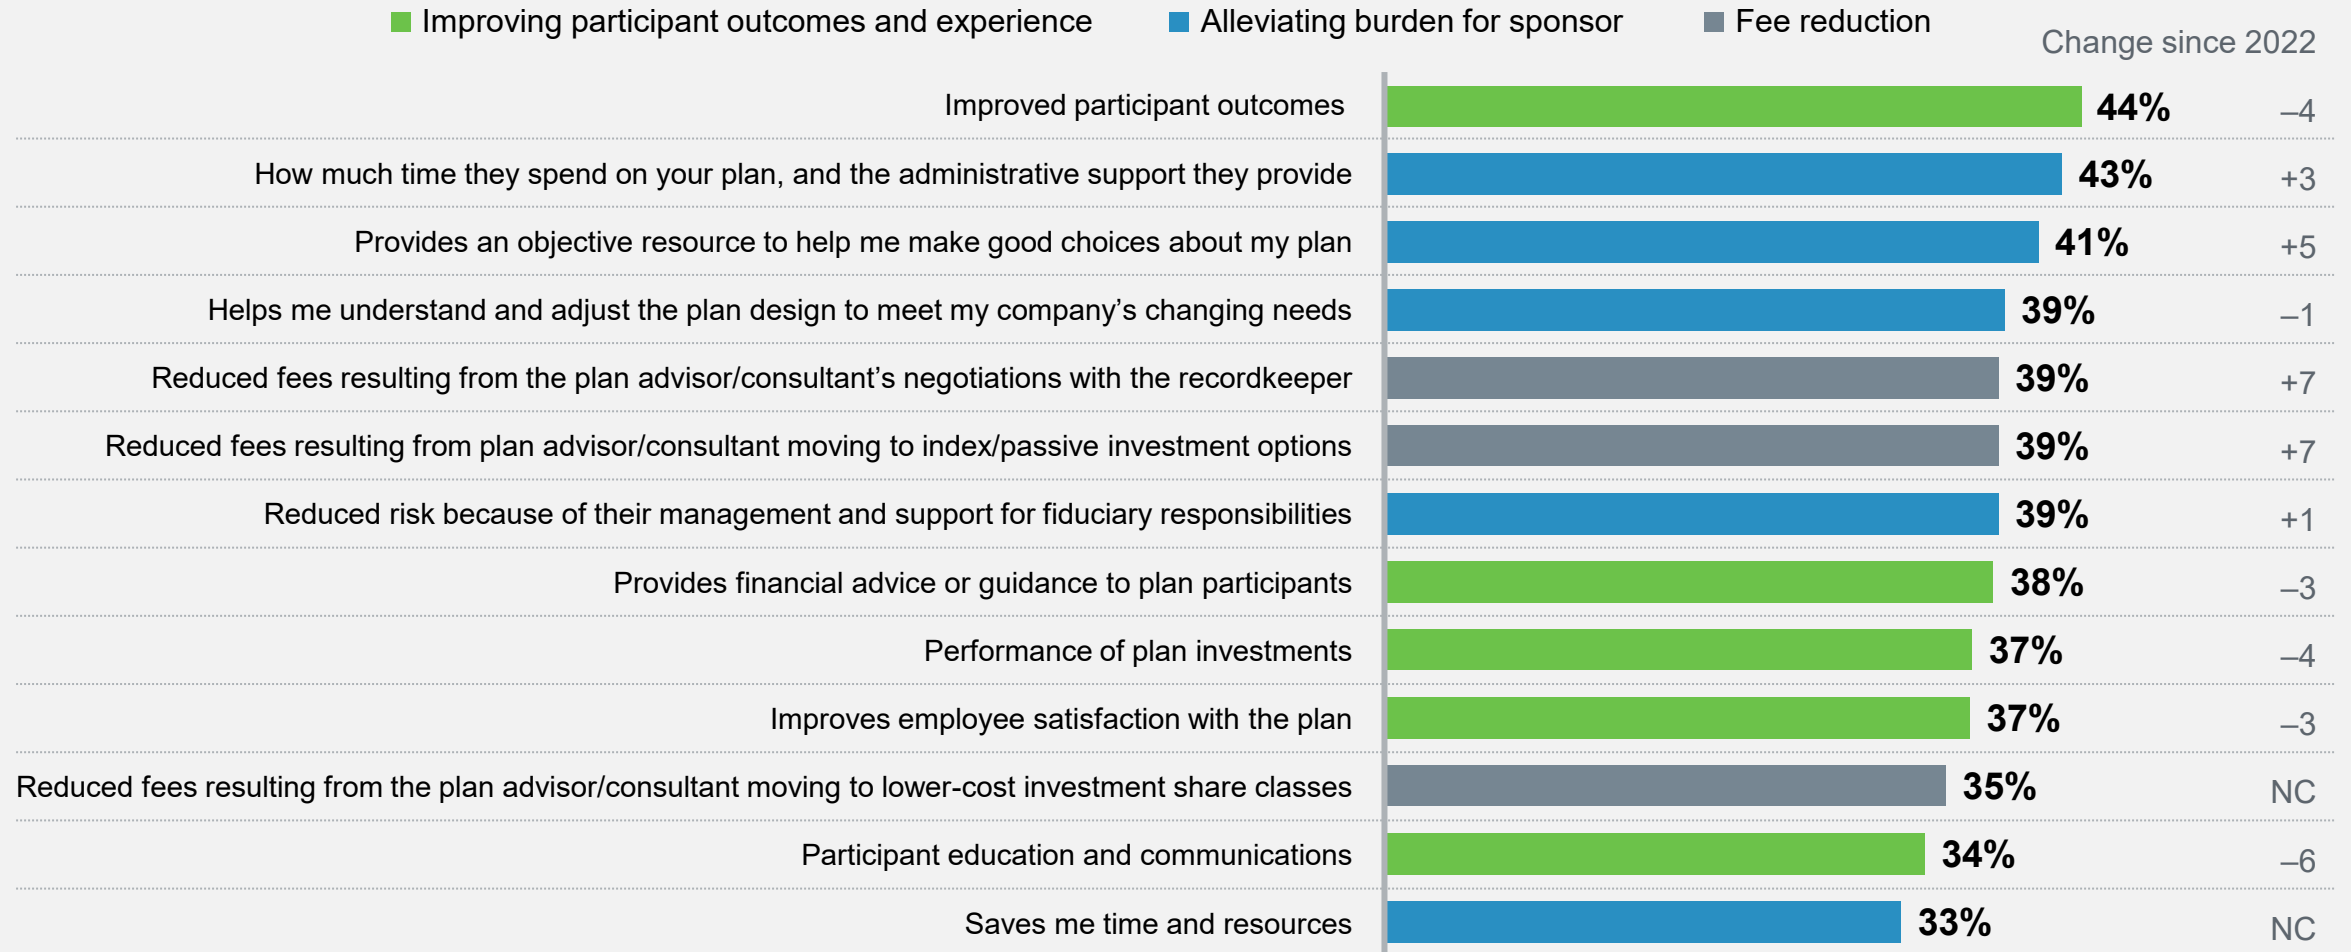 Improving participant outcomes and experience Alleviating burden for sponsor Fee reduction
Change since 2022
Improved participant outcomes 44% –4
How much time they spend on your plan, and the administrative support they provide 43% +3
Provides an objective resource to help me make good choices about my plan 41% +5
Helps me understand and adjust the plan design to meet my company’s changing needs 39% –1
Reduced fees resulting from the plan advisor/consultant’s negotiations with the recordkeeper 39% +7
Reduced fees resulting from plan advisor/consultant moving to index/passive investment options 39% +7
Reduced risk because of their management and support for fiduciary responsibilities 39% +1
Provides financial advice or guidance to plan participants 38% –3
Performance of plan investments 37% –4
Improves employee satisfaction with the plan 37% –3
Reduced fees resulting from the plan advisor/consultant moving to lower-cost investment share classes 35% NC
Participant education and communications 34% –6
Saves me time and resources 33% NC